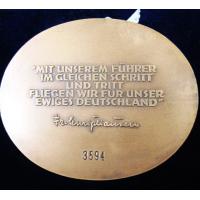 "MIT UNSEREM FÜHRER
IM GLEICHEN SCHRITT
UND TRITT
FLIEGEN WIR FÜR UNSER
EWIGES DEUTSCHLAND"
3594